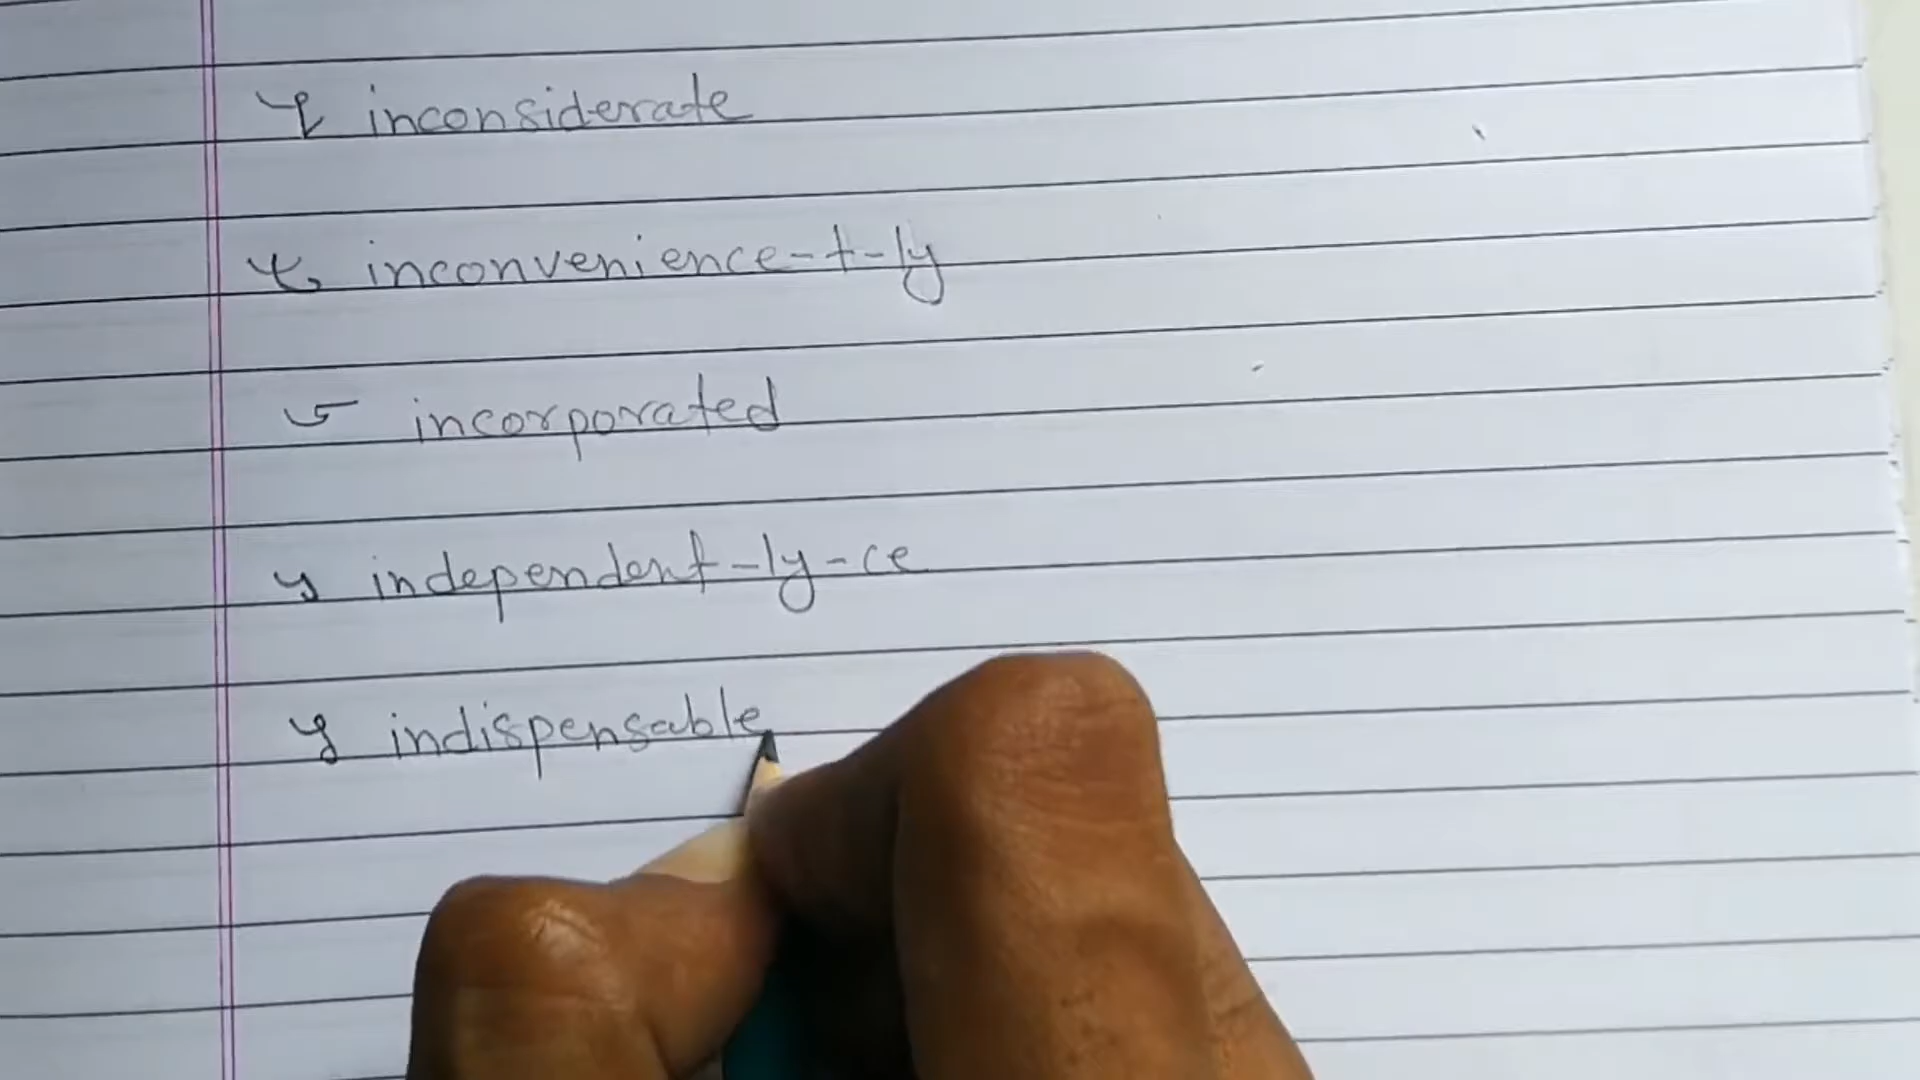 inconsiderate
inconvenience-t-ly
incorporated
independent-ly-ce
indispensable